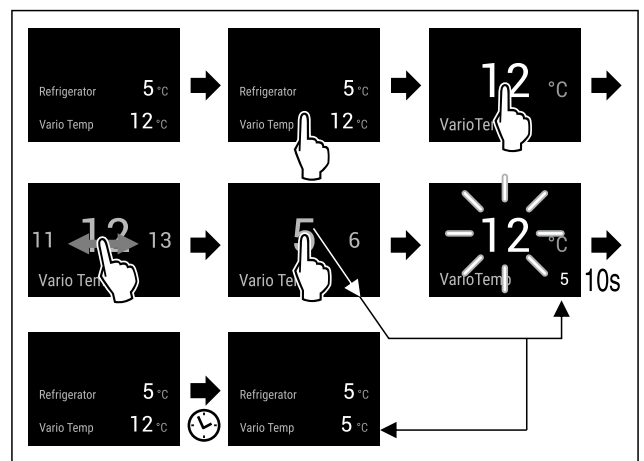 Refrigerator 5 °C
Vario Temp 12 °C
Refrigerator 5 °C
Vario Temp 12 °C
12 °C
VarioTemp
11 12 13
Vario Tem
5 6
Vario Te
12 °C
VarioTemp 5
10s
Refrigerator 5 °C
Vario Temp 12 °C
Refrigerator 5 °C
Vario Temp 5 °C